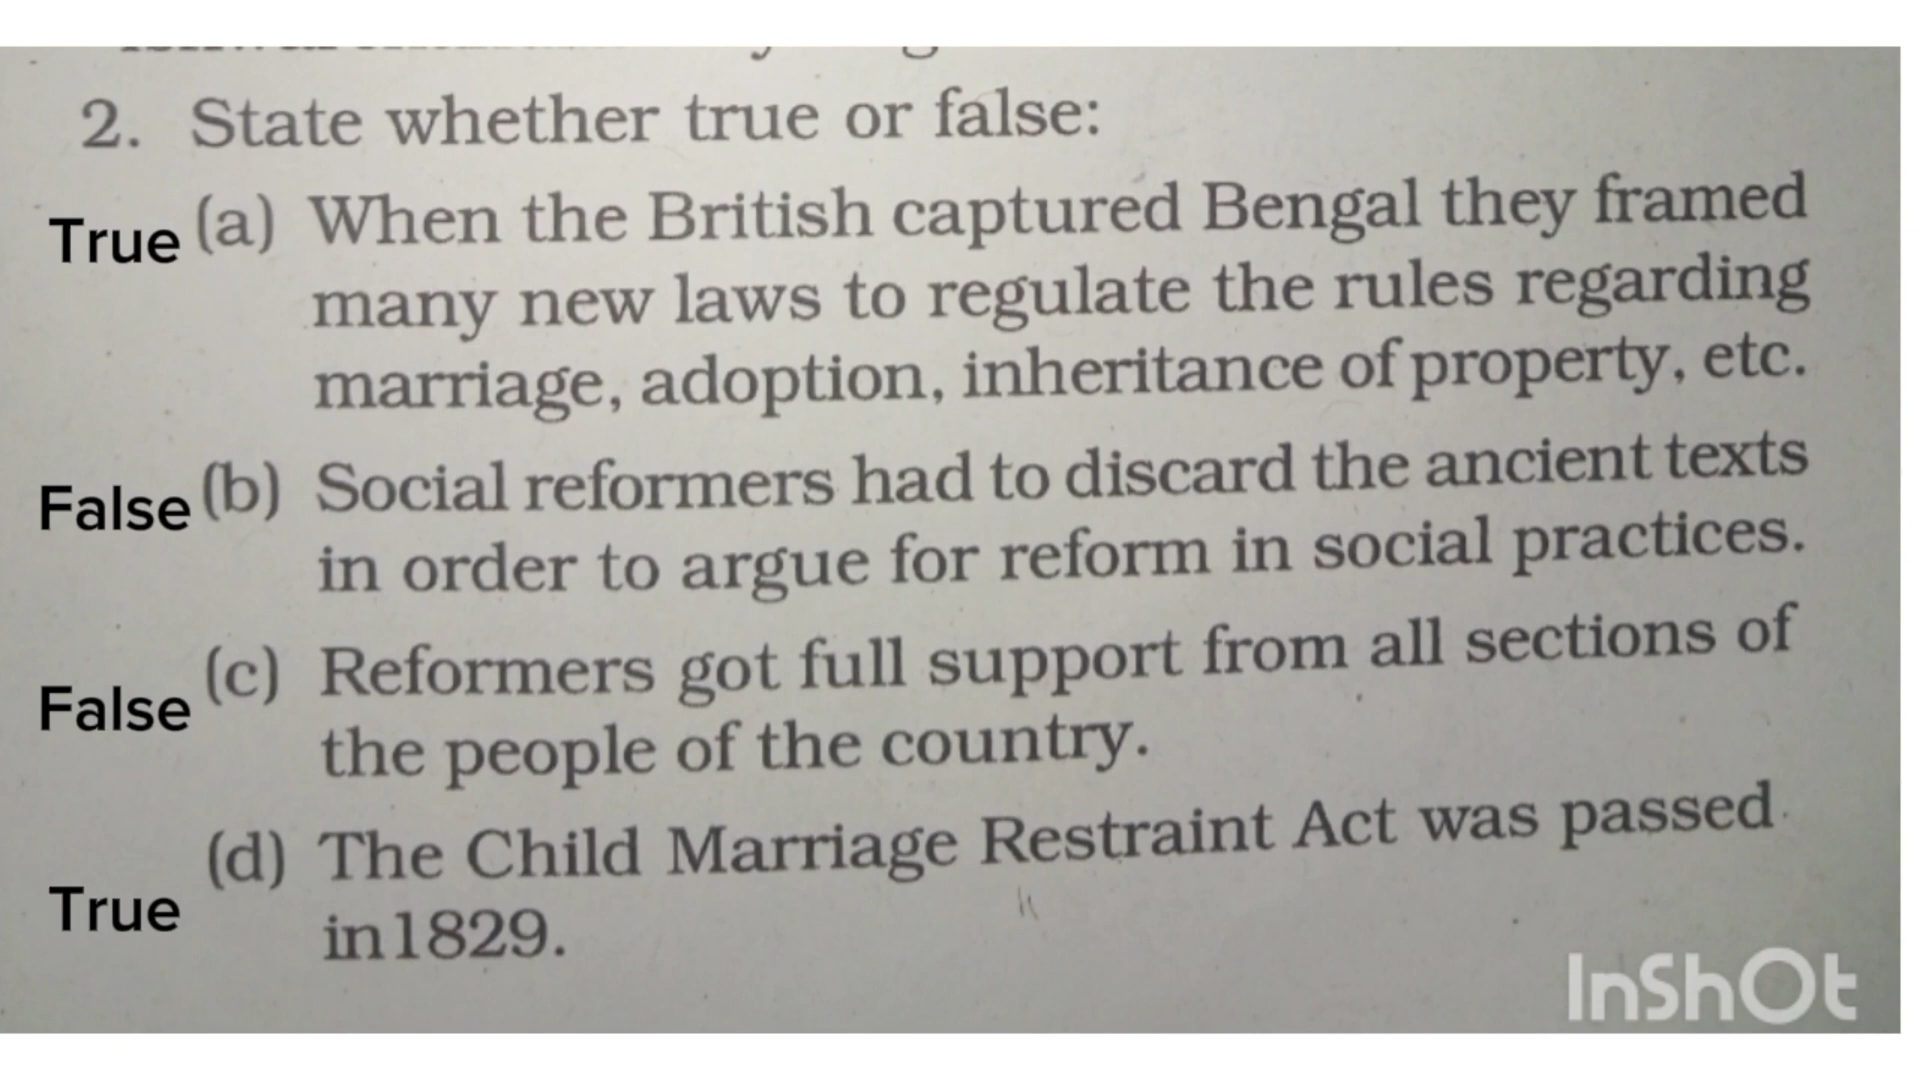 2. State whether true or false:
True (a) When the British captured Bengal they framed
many new laws to regulate the rules regarding
marriage, adoption, inheritance of property, etc.
False (b) Social reformers had to discard the ancient texts
in order to argue for reform in social practices.
False (c) Reformers got full support from all sections of
the people of the country.
(d) The Child Marriage Restraint Act was passed
True in 1829.
InShOt